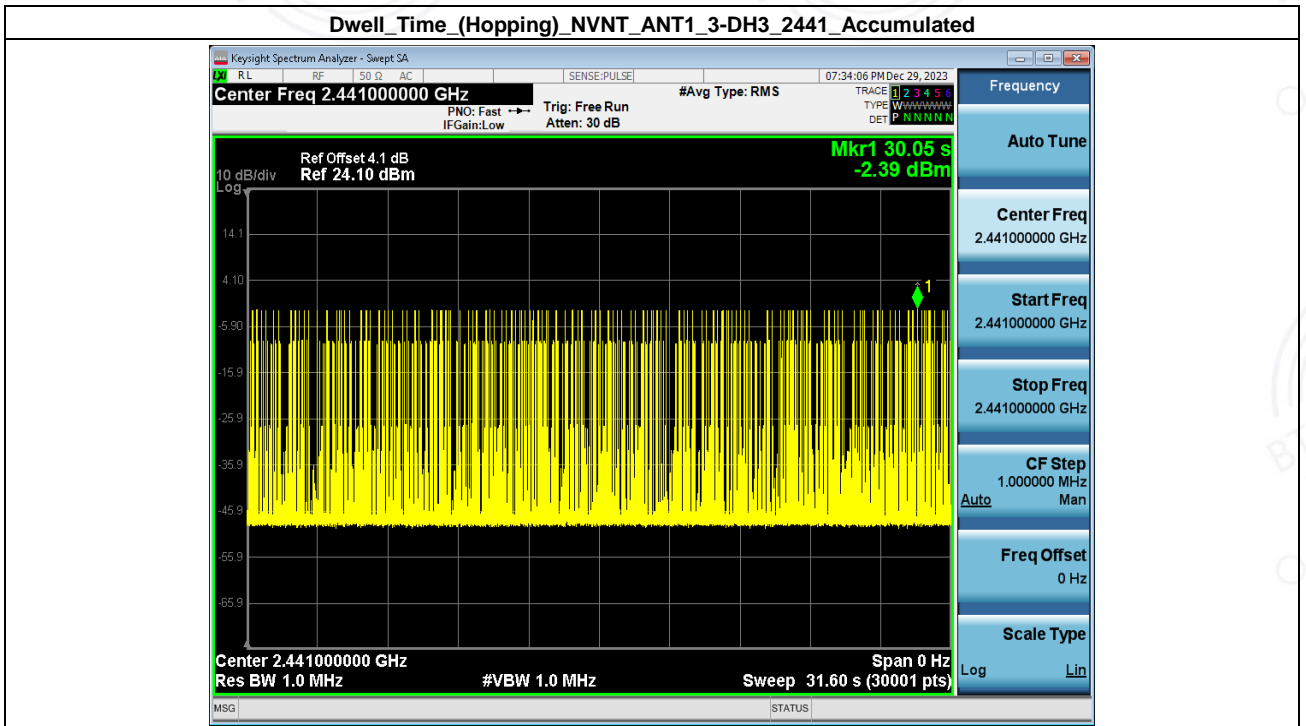 Dwell_Time_(Hopping)_NVNT_ANT1_3-DH3_2441_Accumulated
Keysight Spectrum Analyzer - Swept SA
LXI RL RF 50 Ω AC SENSE:PULSE 07:34:06 PM Dec 29, 2023
Center Freq 2.441000000 GHz #Avg Type: RMS TRACE 1 2 3 4 5 6
PNO: Fast Trig: Free Run TYPE WWWWWW
IFGain:Low Atten: 30 dB DET P N N N N N
Frequency
Mkr1 30.05 s
-2.39 dBm
Ref Offset 4.1 dB
10 dB/div Ref 24.10 dBm
Log
14.1
4.10
-5.90
-15.9
-25.9
-35.9
-45.9
-55.9
-65.9
1
Center 2.441000000 GHz Span 0 Hz
Res BW 1.0 MHz #VBW 1.0 MHz Sweep 31.60 s (30001 pts)
MSG STATUS
Auto Tune
Center Freq
2.441000000 GHz
Start Freq
2.441000000 GHz
Stop Freq
2.441000000 GHz
CF Step
1.000000 MHz
Auto Man
Freq Offset
0 Hz
Scale Type
Log Lin